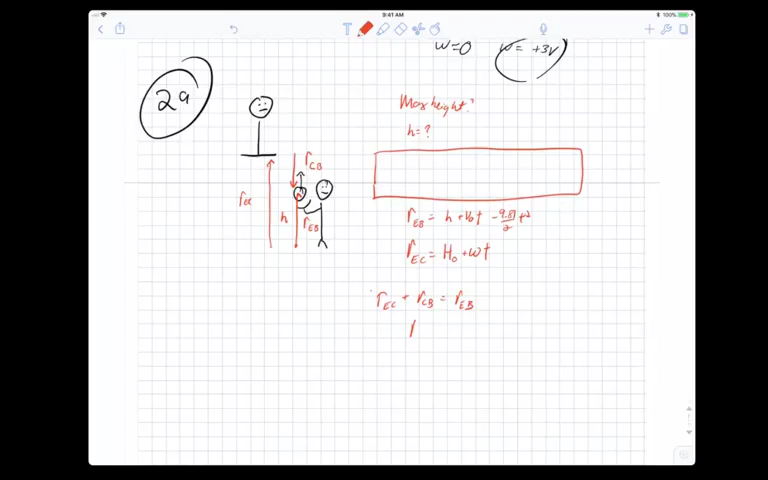 9:41 AM
100%
T
w=0
w = +3v
2a
Max height?
h=?
r_CB
r_EC
h
r_EB
r_EB = h + v₀t - 9.81/2 t²
r_EC = H₀ + wt
r_EC + r_CB = r_EB
r